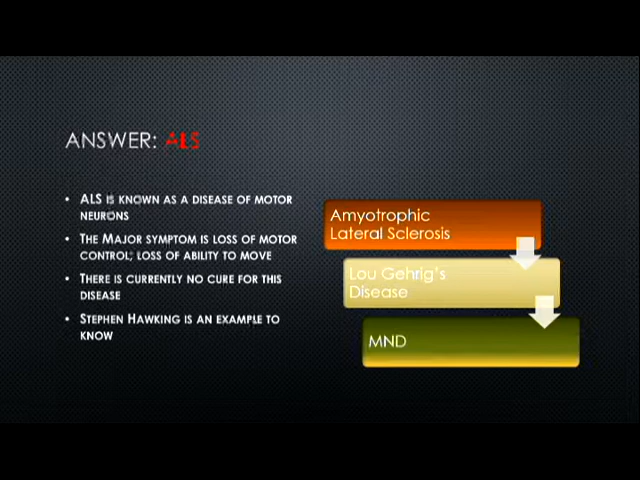 ANSWER: ALS
ALS IS KNOWN AS A DISEASE OF MOTOR
NEURONS
THE MAJOR SYMPTOM IS LOSS OF MOTOR
CONTROL; LOSS OF ABILITY TO MOVE
THERE IS CURRENTLY NO CURE FOR THIS
DISEASE
STEPHEN HAWKING IS AN EXAMPLE TO
KNOW
Amyotrophic
Lateral Sclerosis
Lou Gehrig's
Disease
MND